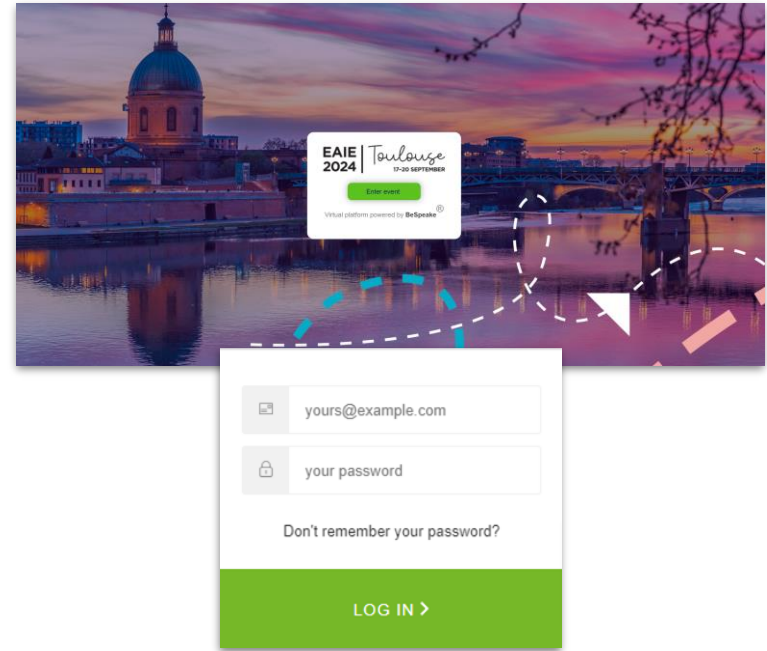 EAIE
2024
Toulouse
17-20 SEPTEMBER
Enter event
Virtual platform powered by BeSpeake®
yours@example.com
your password
Don't remember your password?
LOG IN >